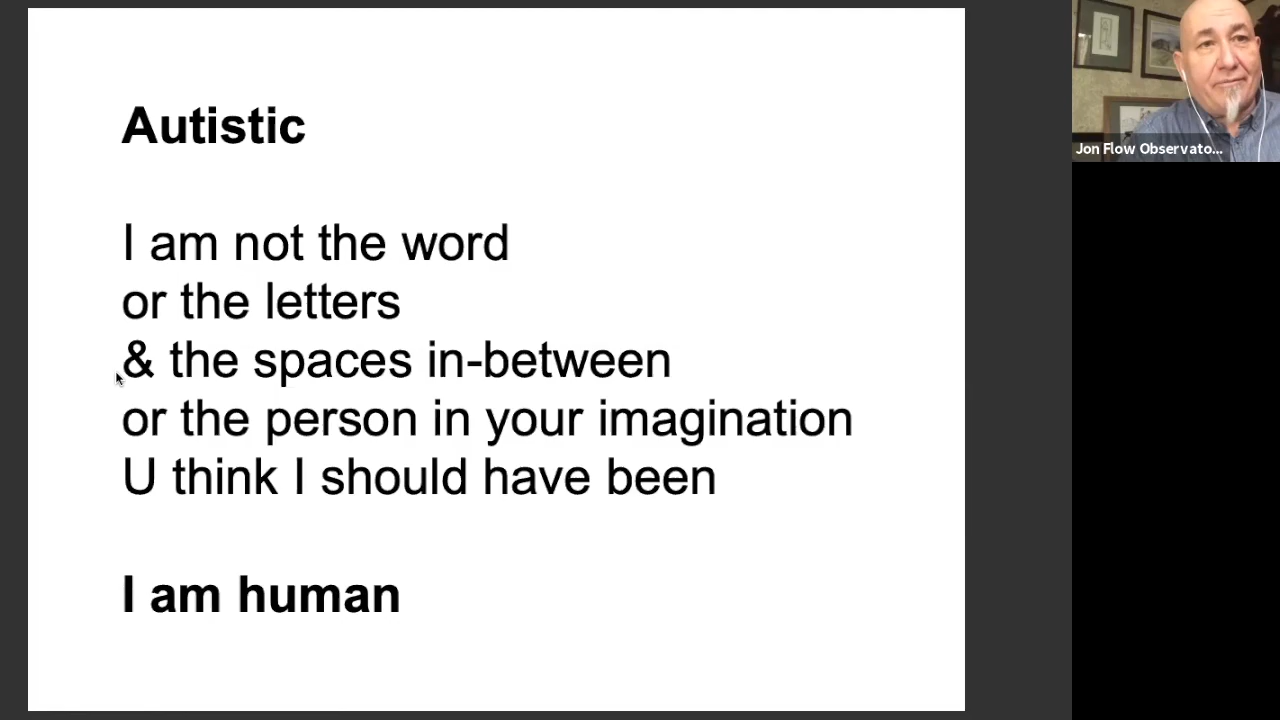 Autistic
I am not the word
or the letters
& the spaces in-between
or the person in your imagination
U think I should have been
I am human
Jon Flow Observato...